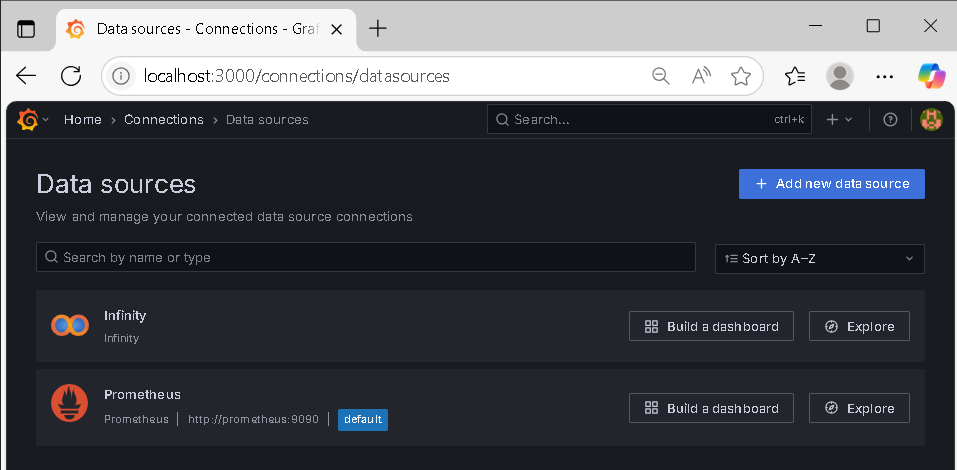 Data sources - Connections - Graf
localhost:3000/connections/datasources
Home › Connections › Data sources
Search...
ctrl+k
Data sources
Add new data source
View and manage your connected data source connections
Search by name or type
Sort by A–Z
Infinity
Infinity
Build a dashboard
Explore
Prometheus
Prometheus | http://prometheus:9090 | default
Build a dashboard
Explore